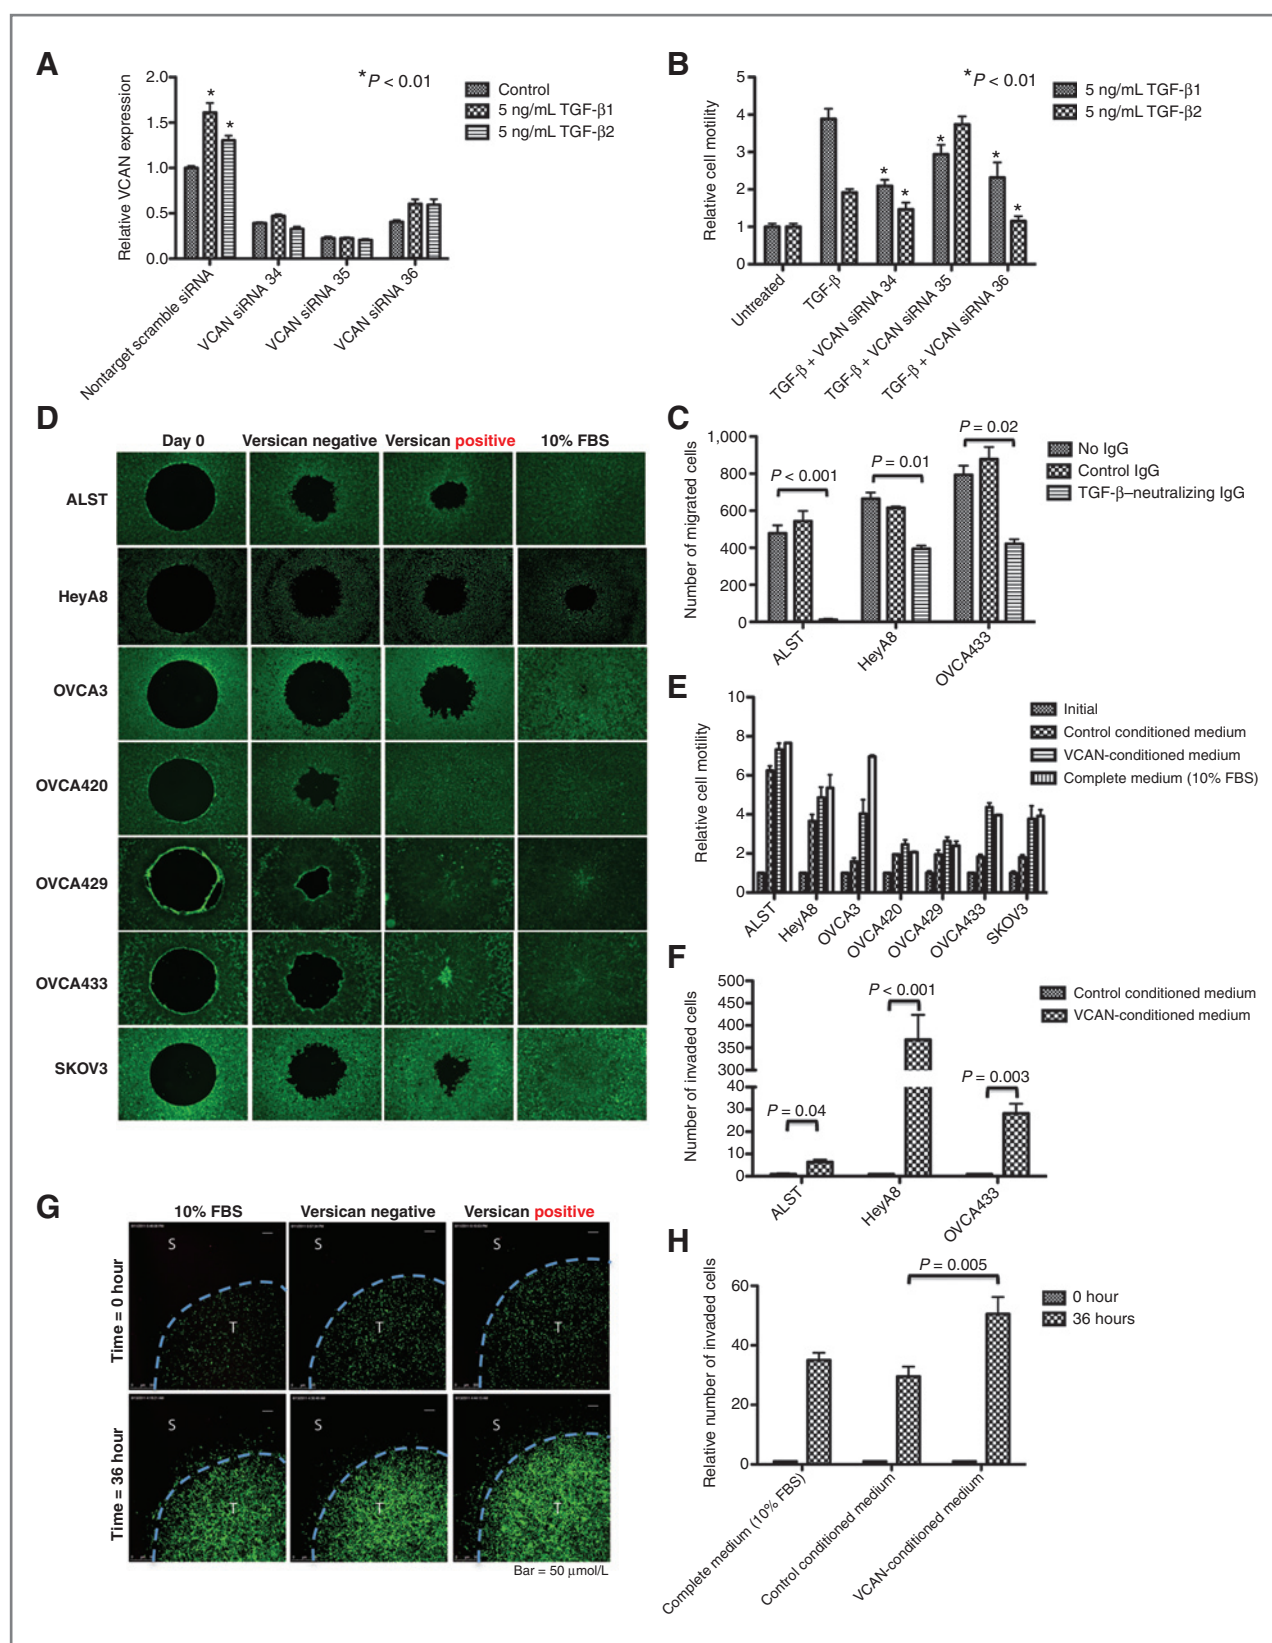 A
*P < 0.01
Relative VCAN expression
2.0
1.5
1.0
0.5
0.0
*
*
Control
5 ng/mL TGF-β1
5 ng/mL TGF-β2
Nontarget scramble siRNA
VCAN siRNA 34
VCAN siRNA 35
VCAN siRNA 36
B
*P < 0.01
Relative cell motility
5
4
3
2
1
0
*
*
*
*
*
5 ng/mL TGF-β1
5 ng/mL TGF-β2
Untreated
TGF-β
TGF-β + VCAN siRNA 34
TGF-β + VCAN siRNA 35
TGF-β + VCAN siRNA 36
D
Day 0
Versican negative
Versican positive
10% FBS
ALST
HeyA8
OVCA3
OVCA420
OVCA429
OVCA433
SKOV3
C
Number of migrated cells
1,000
800
600
400
200
0
P < 0.001
P = 0.01
P = 0.02
No IgG
Control IgG
TGF-β–neutralizing IgG
ALST
HeyA8
OVCA433
E
Relative cell motility
10
8
6
4
2
0
Initial
Control conditioned medium
VCAN-conditioned medium
Complete medium (10% FBS)
ALST
HeyA8
OVCA3
OVCA420
OVCA429
OVCA433
SKOV3
F
Number of invaded cells
500
450
400
350
300
40
30
20
10
0
P = 0.04
P < 0.001
P = 0.003
Control conditioned medium
VCAN-conditioned medium
ALST
HeyA8
OVCA433
G
10% FBS
Versican negative
Versican positive
Time = 0 hour
S
T
S
T
S
T
Time = 36 hour
S
T
S
T
S
T
Bar = 50 μmol/L
H
Relative number of invaded cells
60
40
20
0
P = 0.005
0 hour
36 hours
Complete medium (10% FBS)
Control conditioned medium
VCAN-conditioned medium